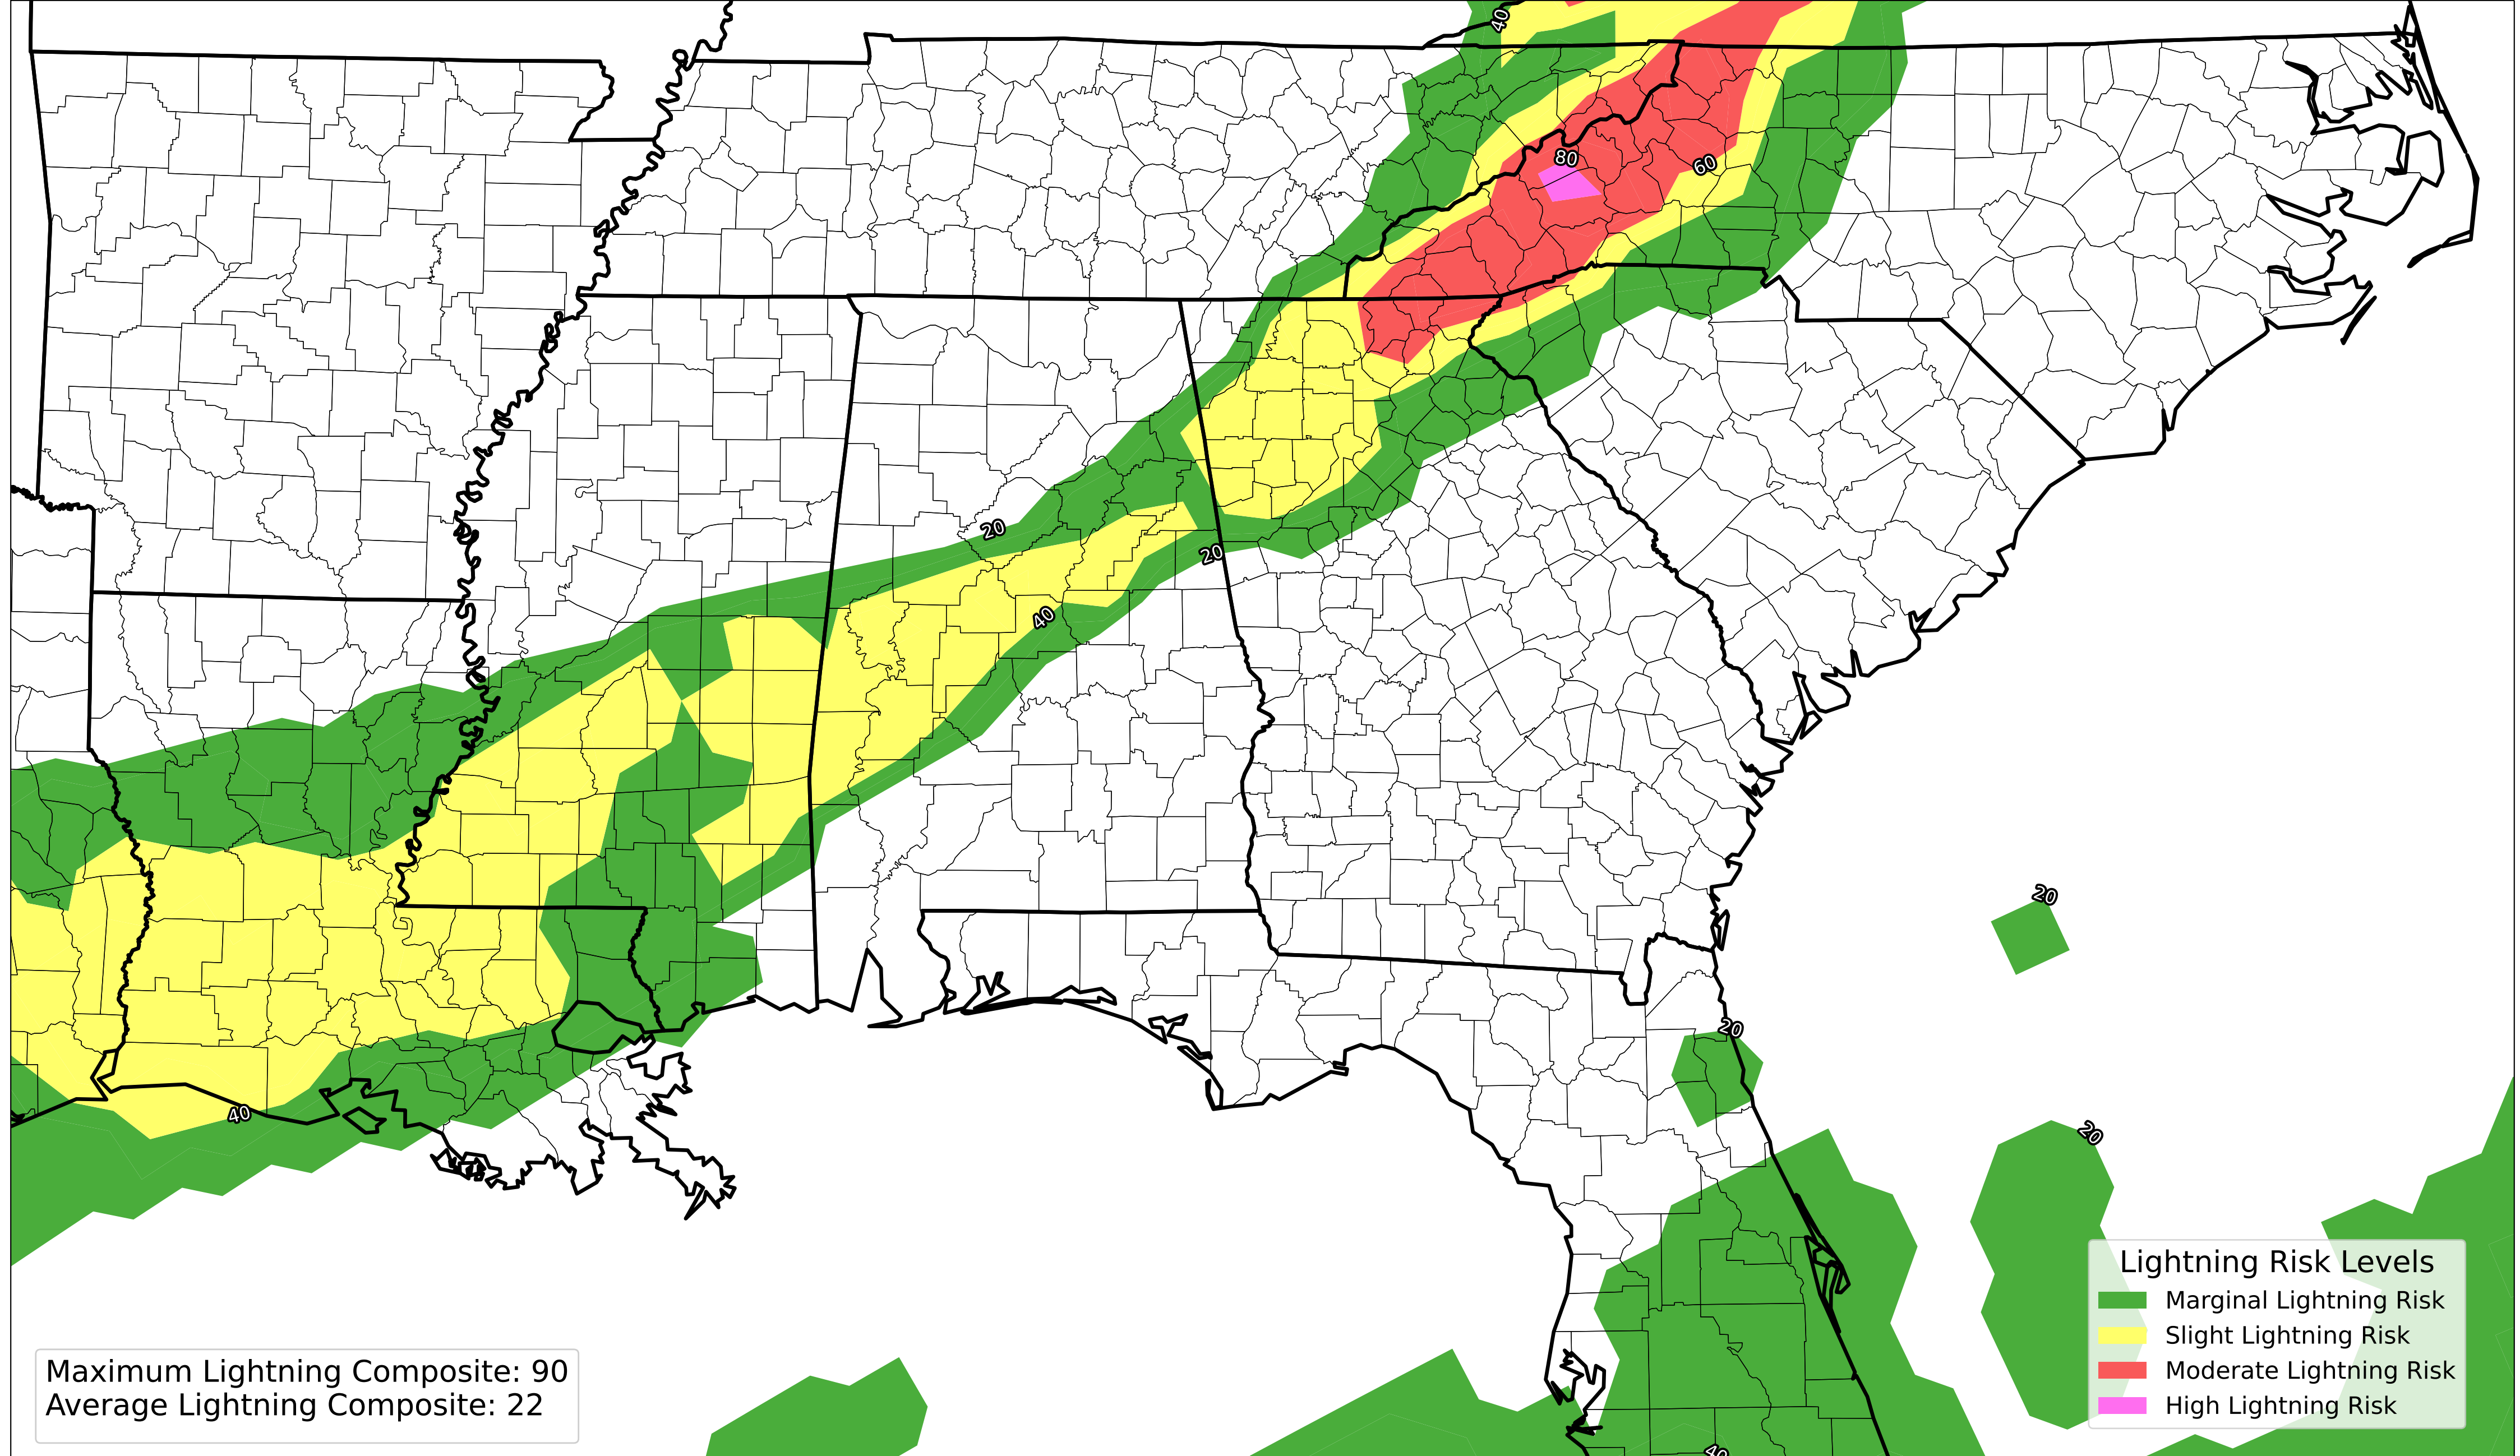 40
80
60
20
20
40
20
20
40
20
Lightning Risk Levels
Marginal Lightning Risk
Slight Lightning Risk
Moderate Lightning Risk
High Lightning Risk
Maximum Lightning Composite: 90
Average Lightning Composite: 22
40